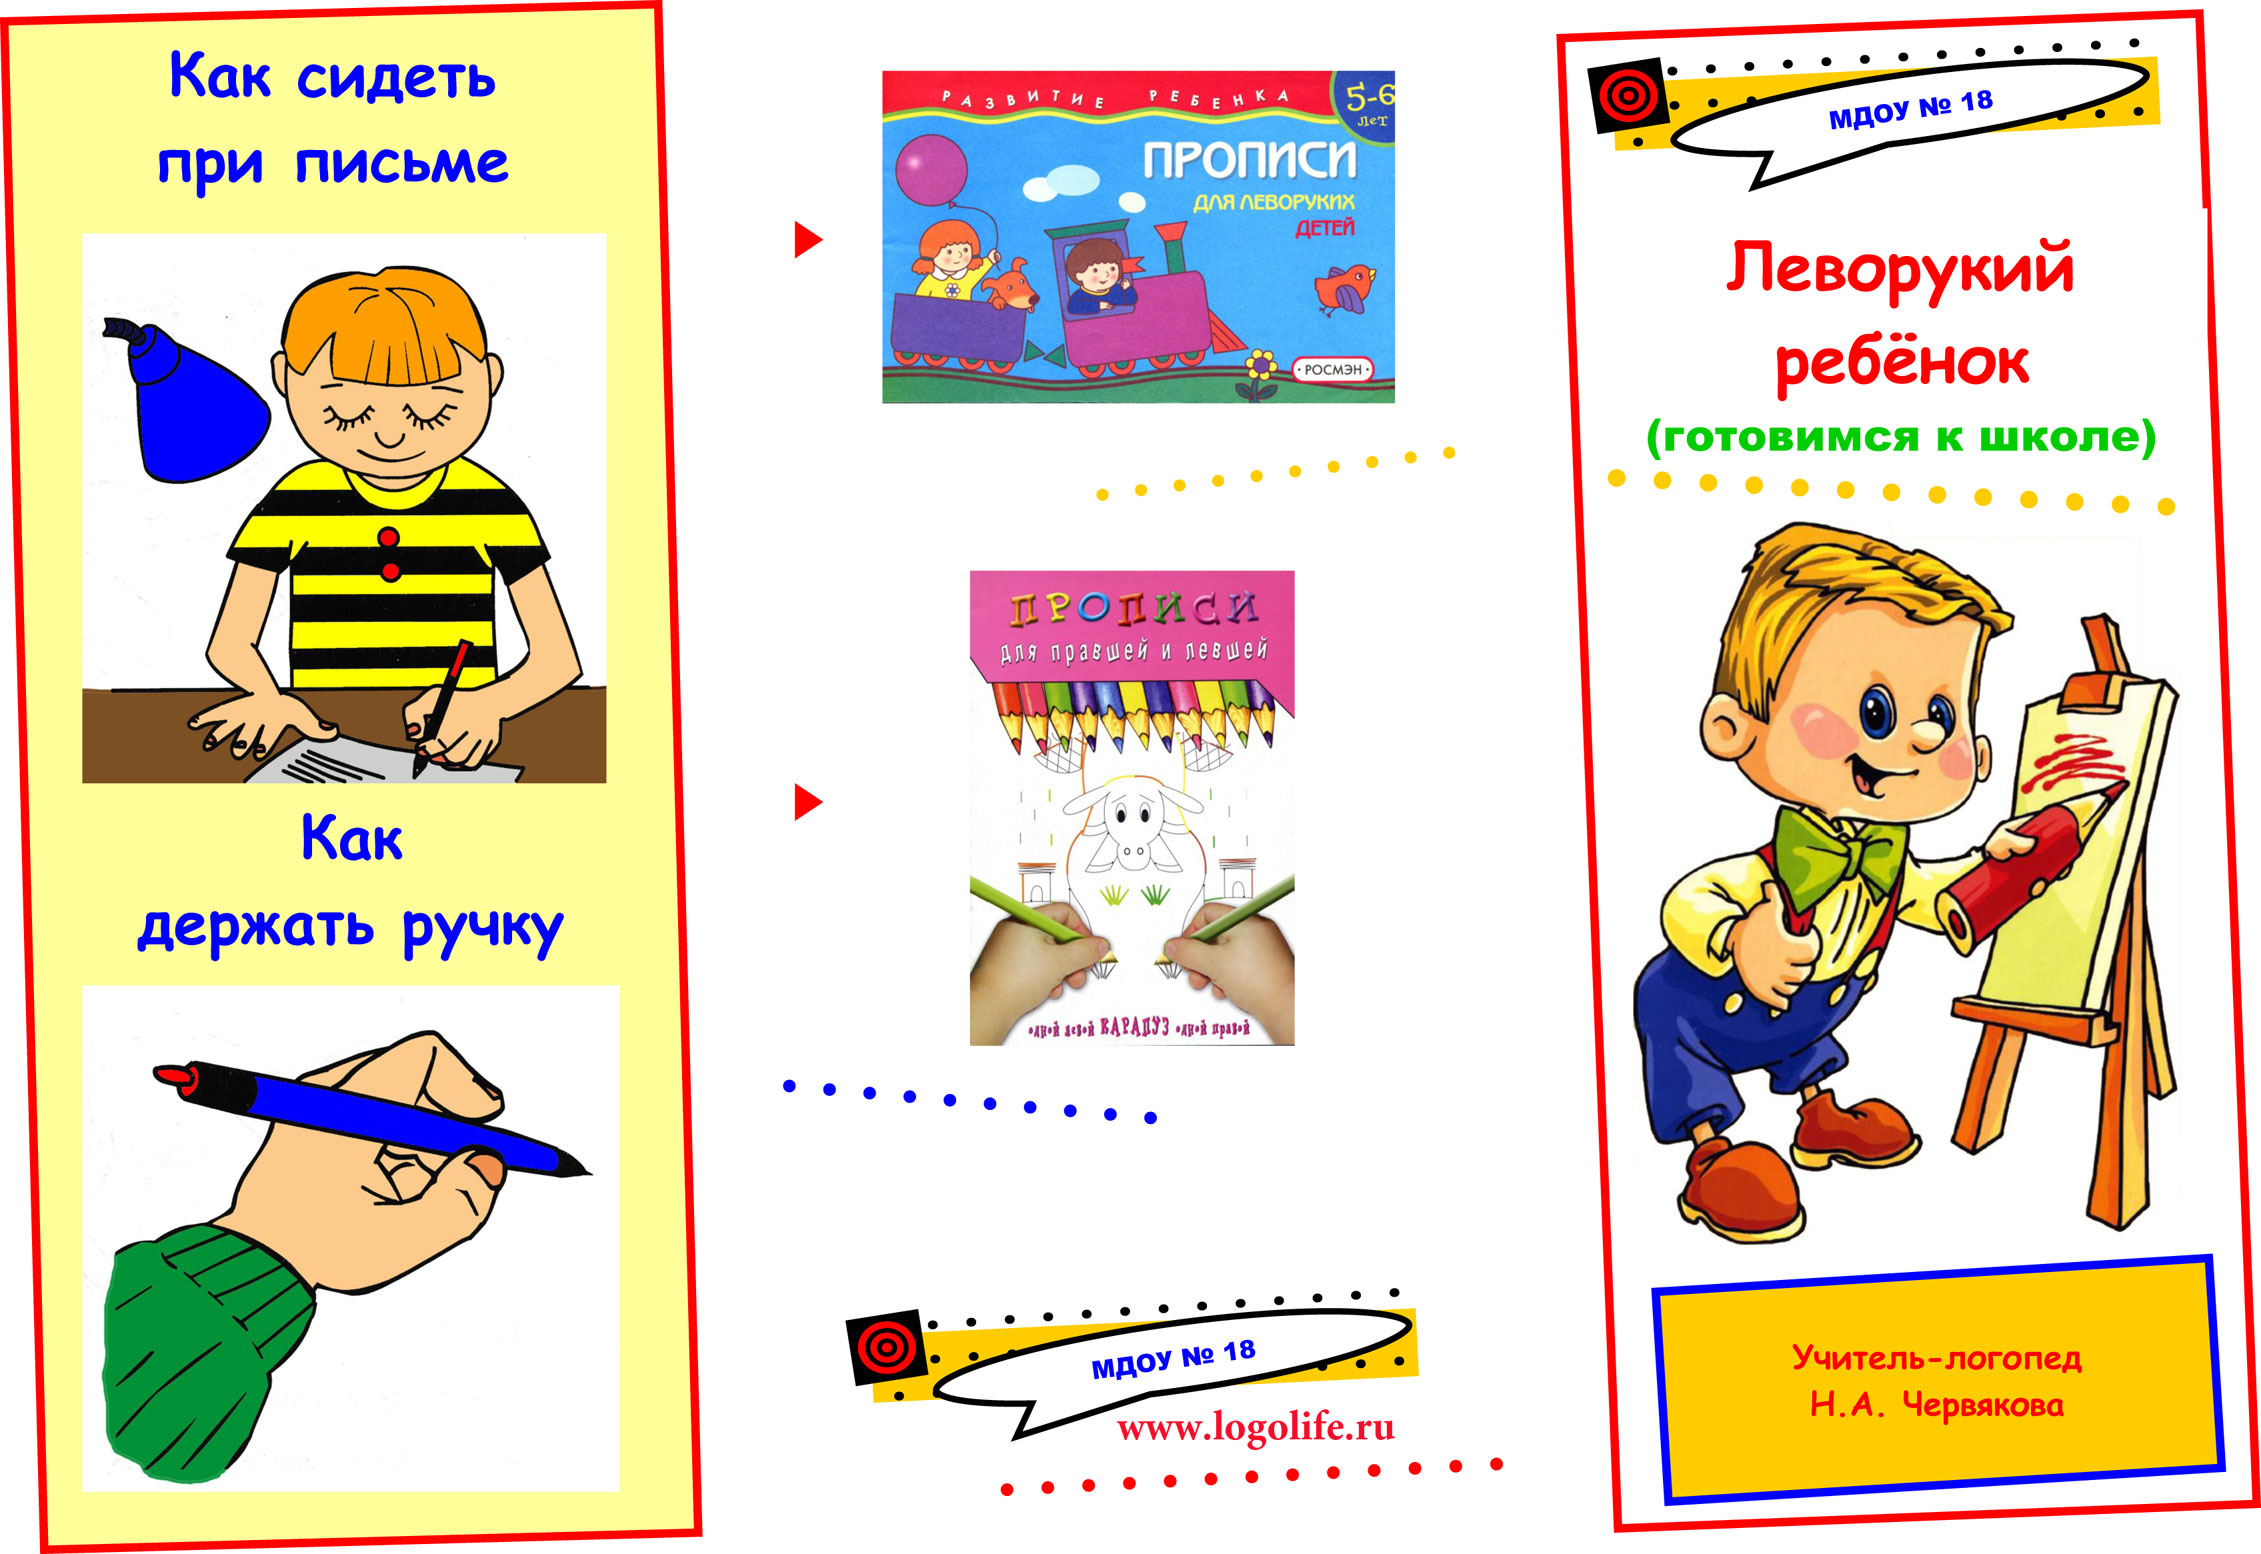 Как сидеть
при письме
Как
держать ручку
РАЗВИТИЕ РЕБЕНКА
5-6
лет
ПРОПИСИ
ДЛЯ ЛЕВОРУКИХ
ДЕТЕЙ
· РОСМЭН ·
ПРОПИСИ
для правшей и левшей
одной левой КАРАПУЗ одной правой
МДОУ № 18
www.logolife.ru
МДОУ № 18
Леворукий
ребёнок
(готовимся к школе)
Учитель-логопед
Н.А. Червякова